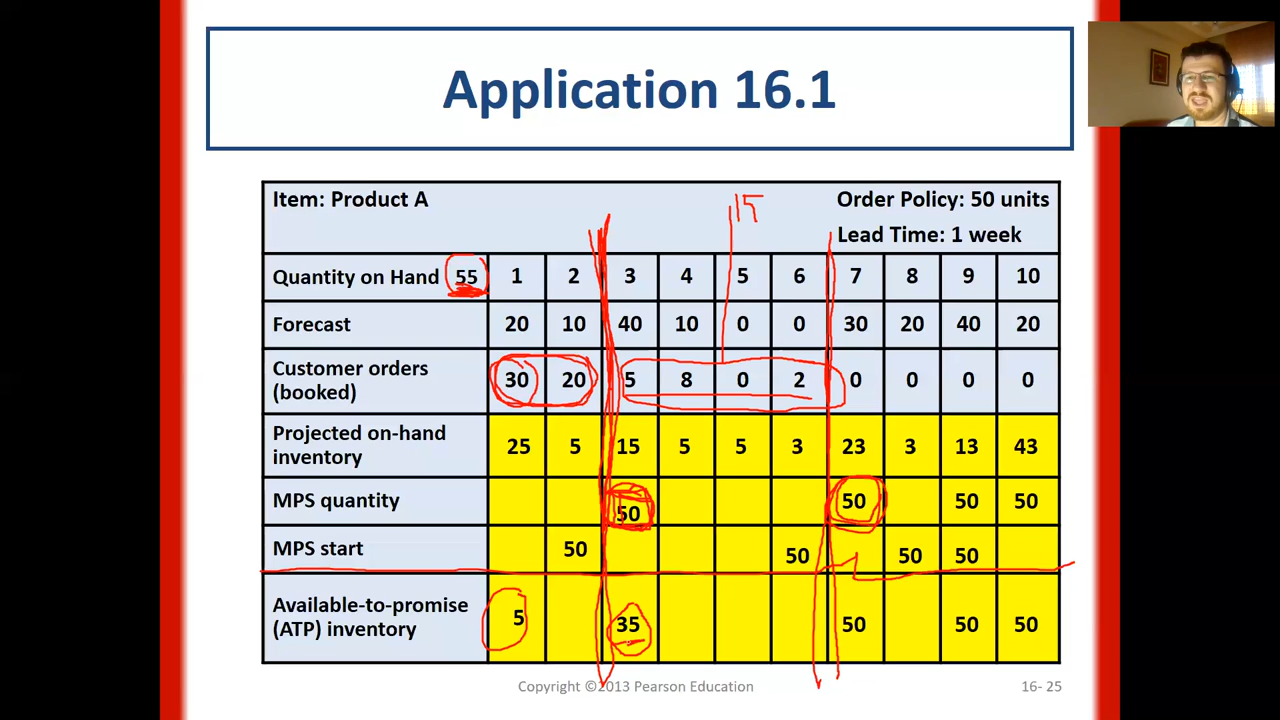 Application 16.1
Item: Product A
Order Policy: 50 units
Lead Time: 1 week
15
Quantity on Hand 55 1 2 3 4 5 6 7 8 9 10
Forecast 20 10 40 10 0 0 30 20 40 20
Customer orders
(booked) 30 20 5 8 0 2 0 0 0 0
Projected on-hand
inventory 25 5 15 5 5 3 23 3 13 43
MPS quantity 50 50 50 50
MPS start 50 50 50 50
Available-to-promise
(ATP) inventory 5 35 50 50 50
Copyright ©2013 Pearson Education
16- 25